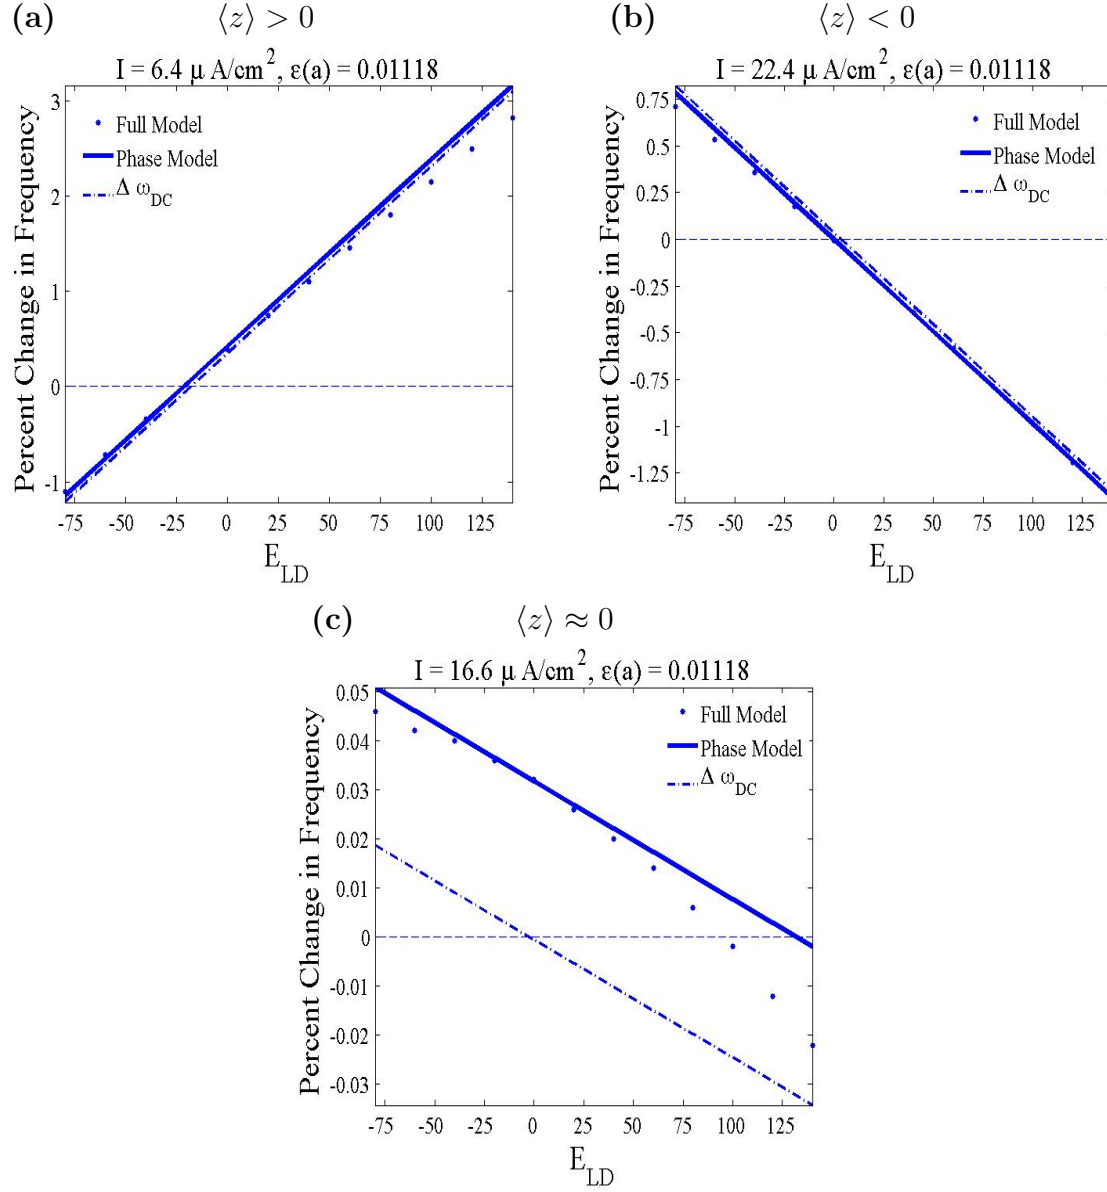 (a) ⟨z⟩ > 0
I = 6.4 μ A/cm², ε(a) = 0.01118
Percent Change in Frequency
3
2
1
0
-1
Full Model
Phase Model
Δ ω_DC
-75 -50 -25 0 25 50 75 100 125
E_LD
(b) ⟨z⟩ < 0
I = 22.4 μ A/cm², ε(a) = 0.01118
Percent Change in Frequency
0.75
0.5
0.25
0
-0.25
-0.5
-0.75
-1
-1.25
Full Model
Phase Model
Δ ω_DC
-75 -50 -25 0 25 50 75 100 125
E_LD
(c) ⟨z⟩ ≈ 0
I = 16.6 μ A/cm², ε(a) = 0.01118
Percent Change in Frequency
0.05
0.04
0.03
0.02
0.01
0
-0.01
-0.02
-0.03
Full Model
Phase Model
Δ ω_DC
-75 -50 -25 0 25 50 75 100 125
E_LD